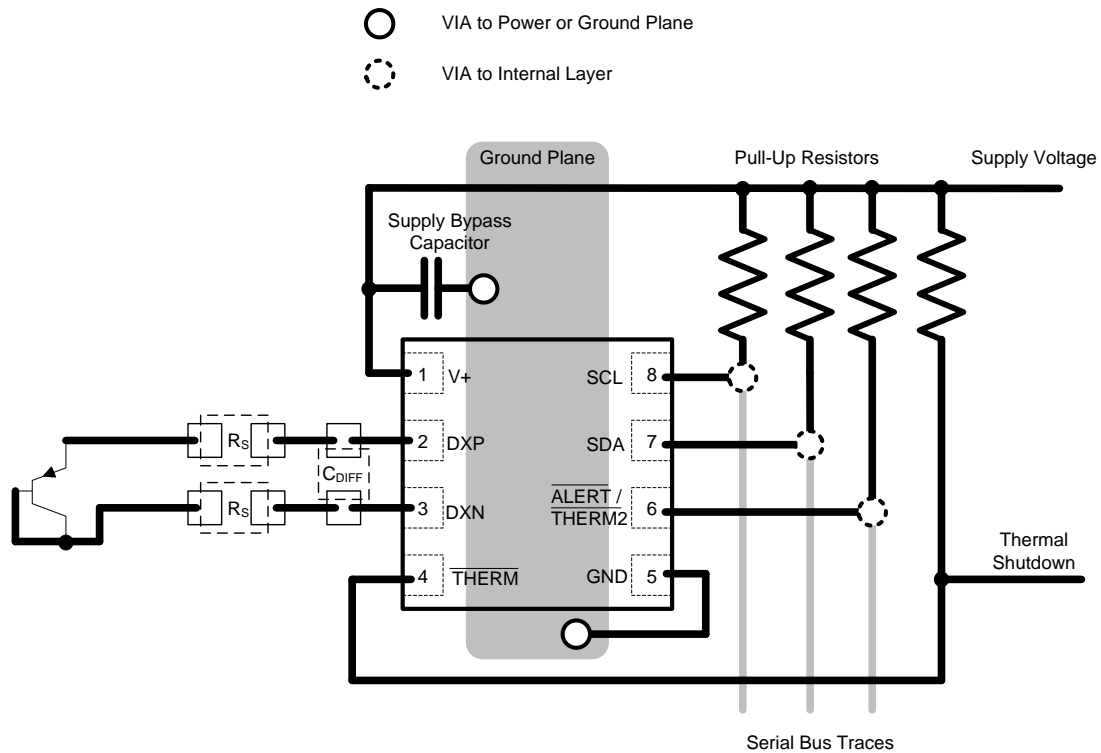 VIA to Power or Ground Plane
VIA to Internal Layer
Ground Plane
Pull-Up Resistors
Supply Voltage
Supply Bypass
Capacitor
1
V+
SCL
8
RS
2
DXP
SDA
7
CDIFF
RS
3
DXN
ALERT /
THERM2
6
4
THERM
GND
5
Thermal
Shutdown
Serial Bus Traces